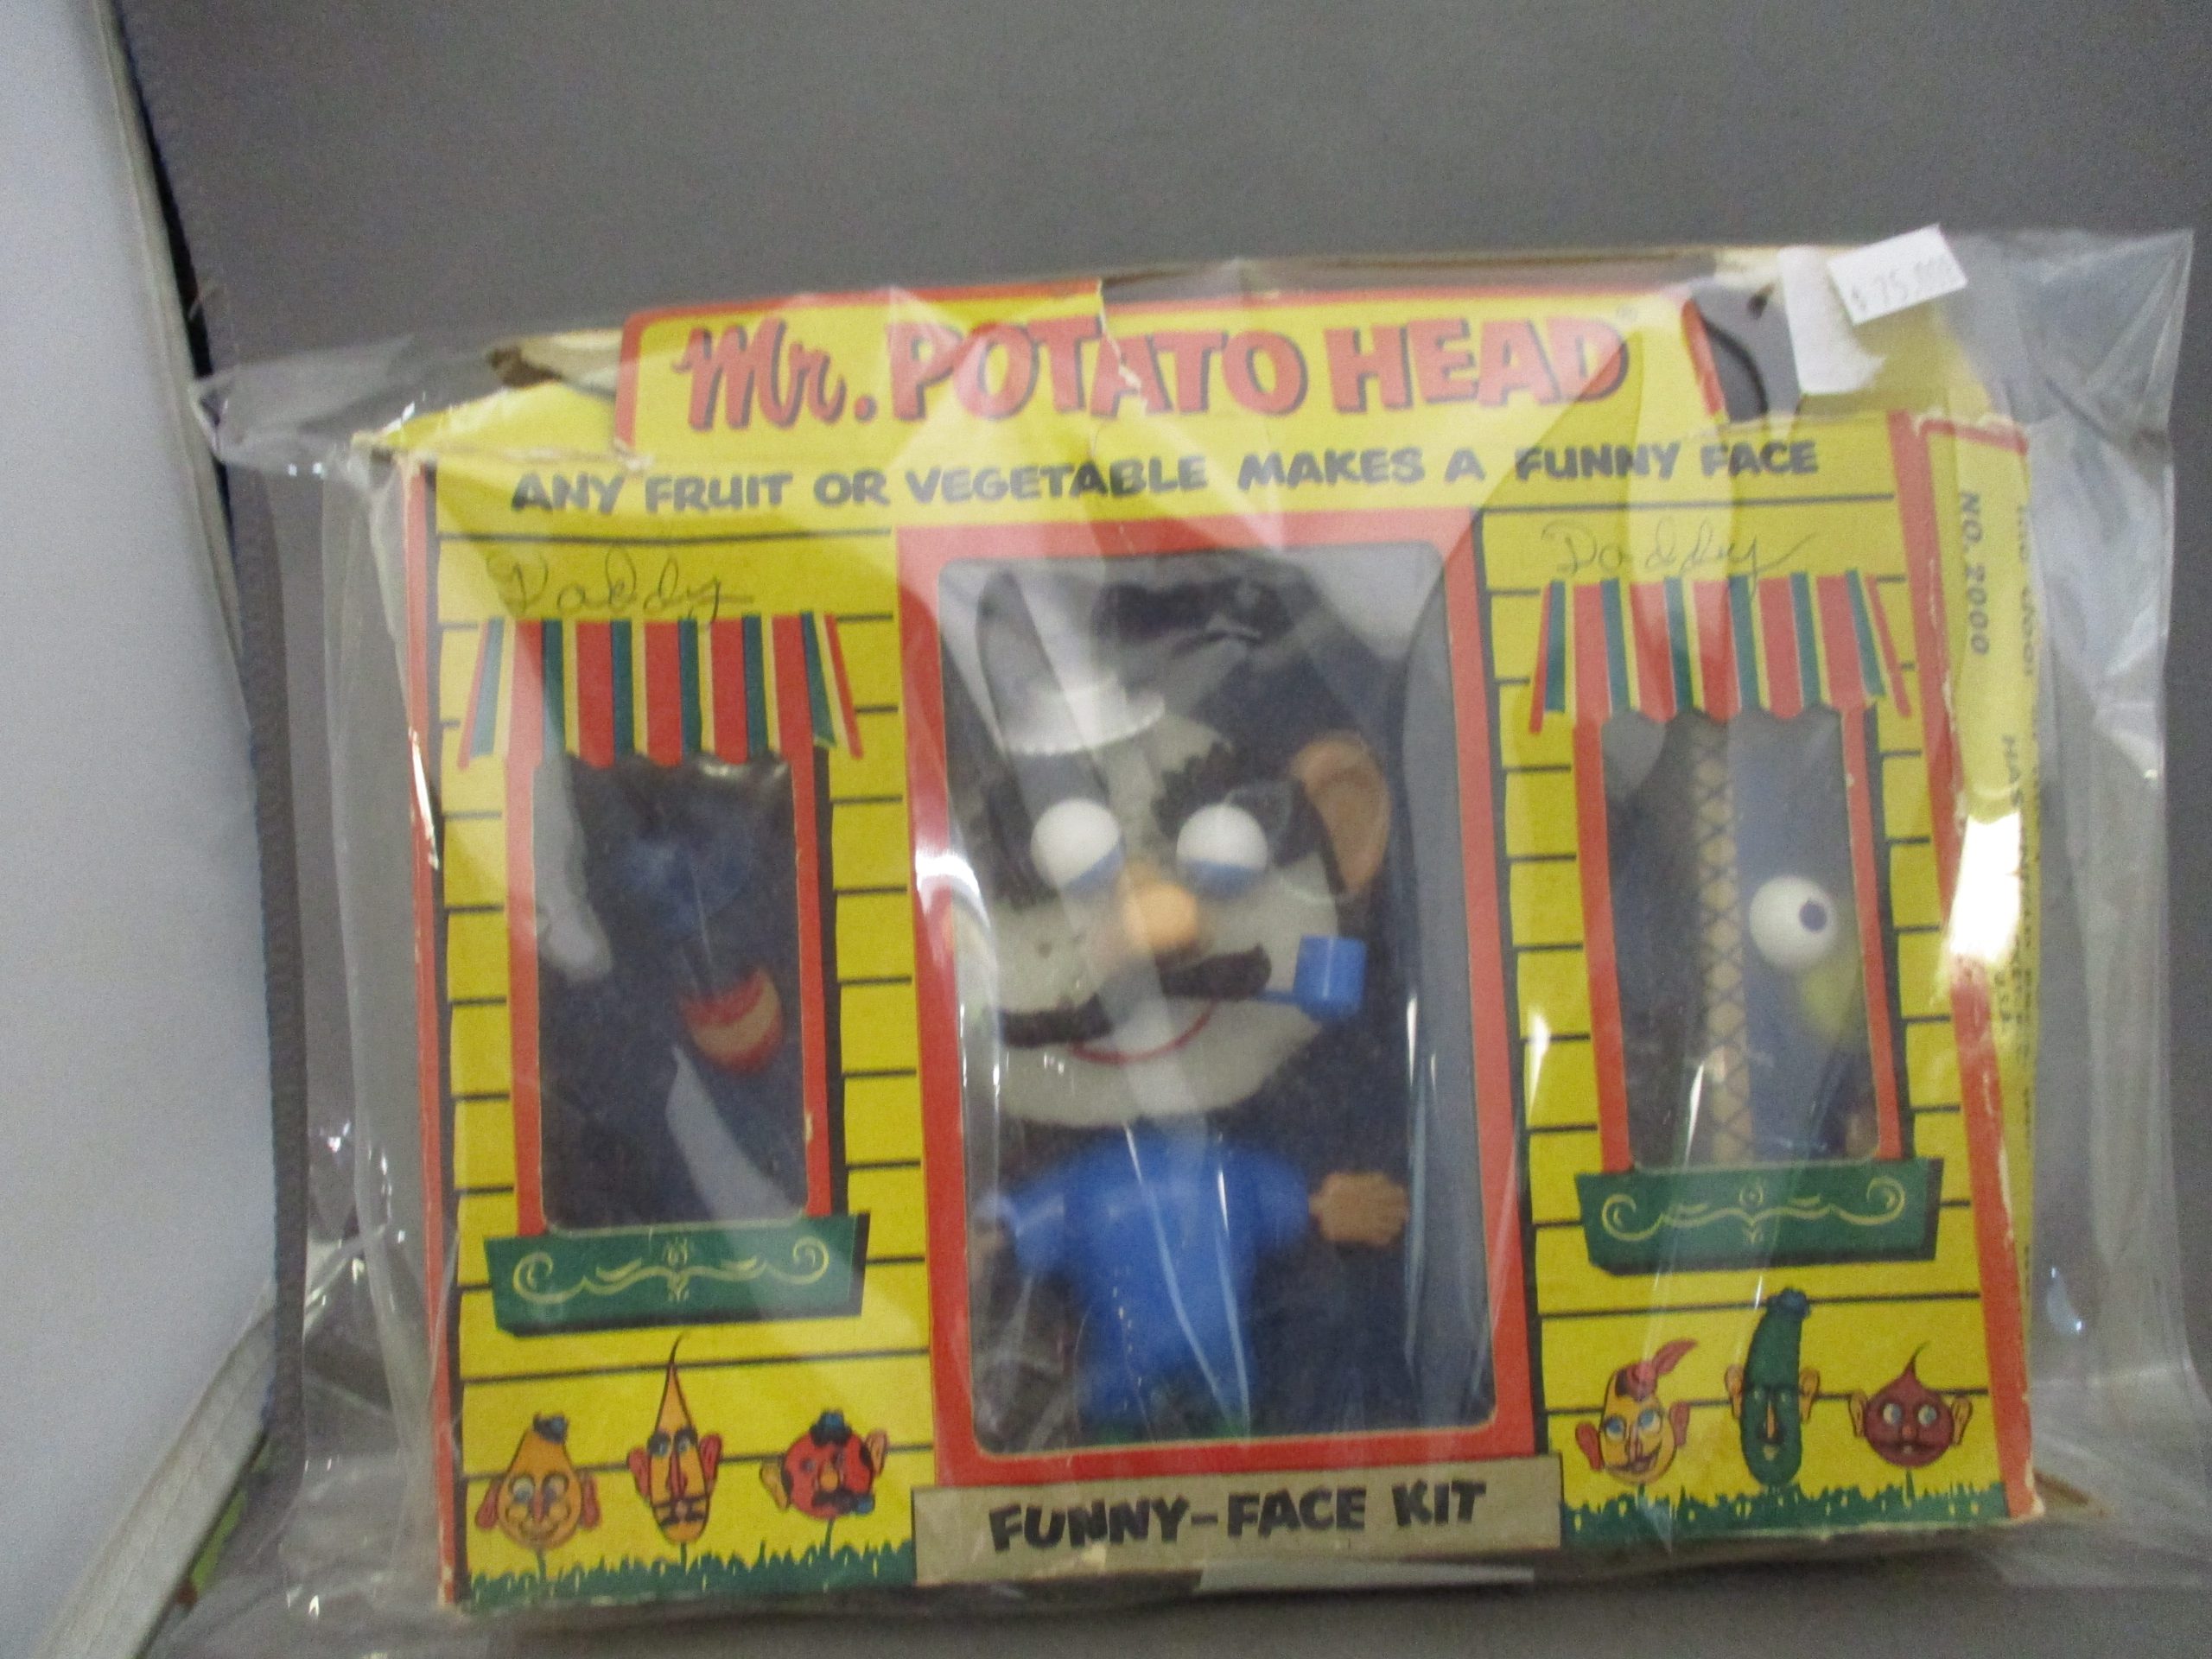 Mr. POTATO HEAD
ANY FRUIT OR VEGETABLE MAKES A FUNNY FACE
Daddy
Daddy
FUNNY-FACE KIT
NO. 2000